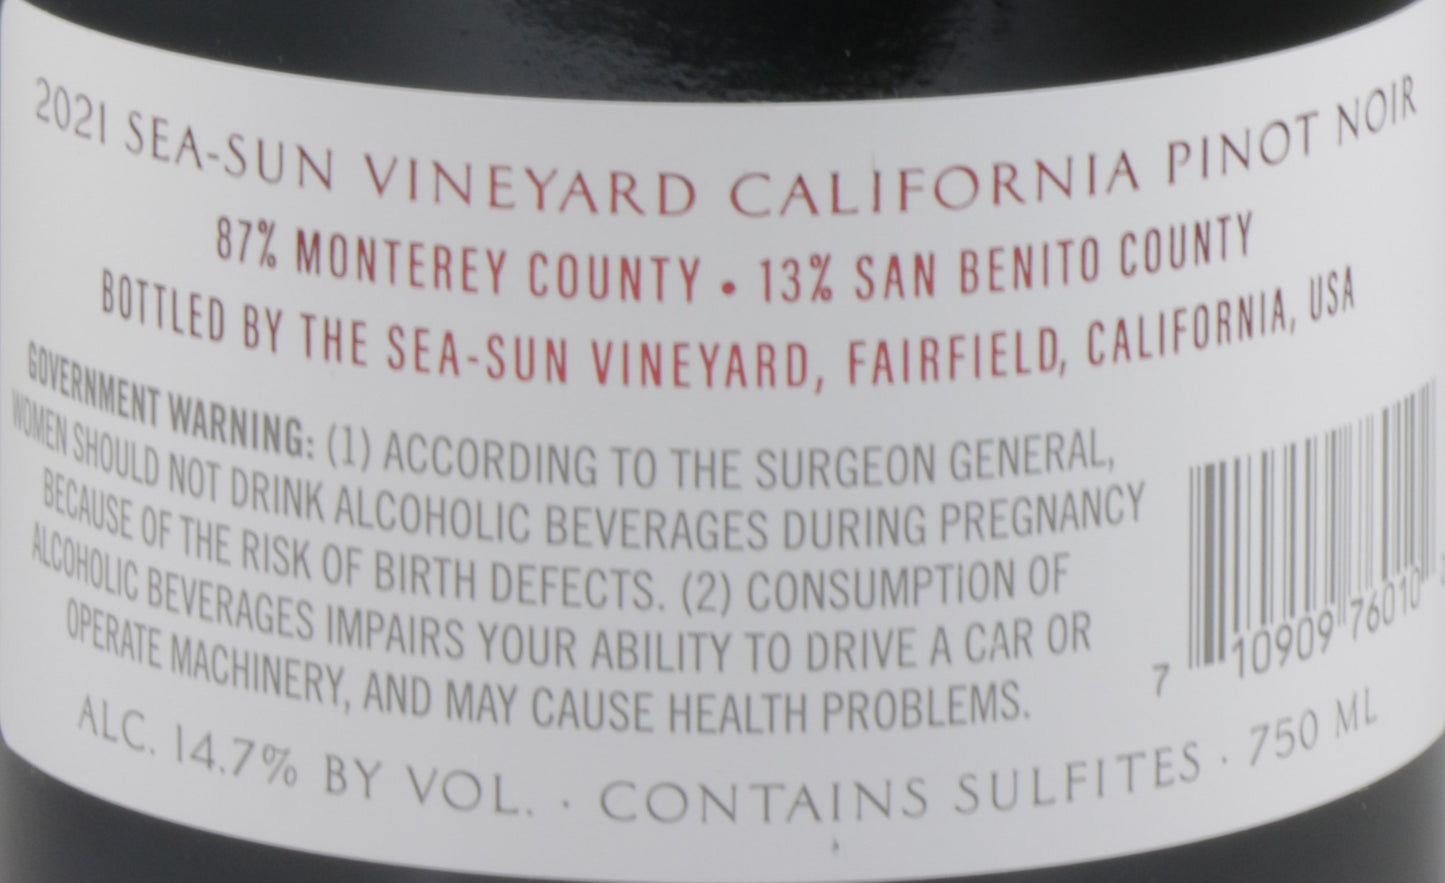 2021 SEA-SUN VINEYARD CALIFORNIA PINOT NOIR
87% MONTEREY COUNTY • 13% SAN BENITO COUNTY
BOTTLED BY THE SEA-SUN VINEYARD, FAIRFIELD, CALIFORNIA, USA
GOVERNMENT WARNING: (1) ACCORDING TO THE SURGEON GENERAL,
WOMEN SHOULD NOT DRINK ALCOHOLIC BEVERAGES DURING PREGNANCY
BECAUSE OF THE RISK OF BIRTH DEFECTS. (2) CONSUMPTION OF
ALCOHOLIC BEVERAGES IMPAIRS YOUR ABILITY TO DRIVE A CAR OR
OPERATE MACHINERY, AND MAY CAUSE HEALTH PROBLEMS.
7 10909 76010
ALC. 14.7% BY VOL. · CONTAINS SULFITES · 750 ML